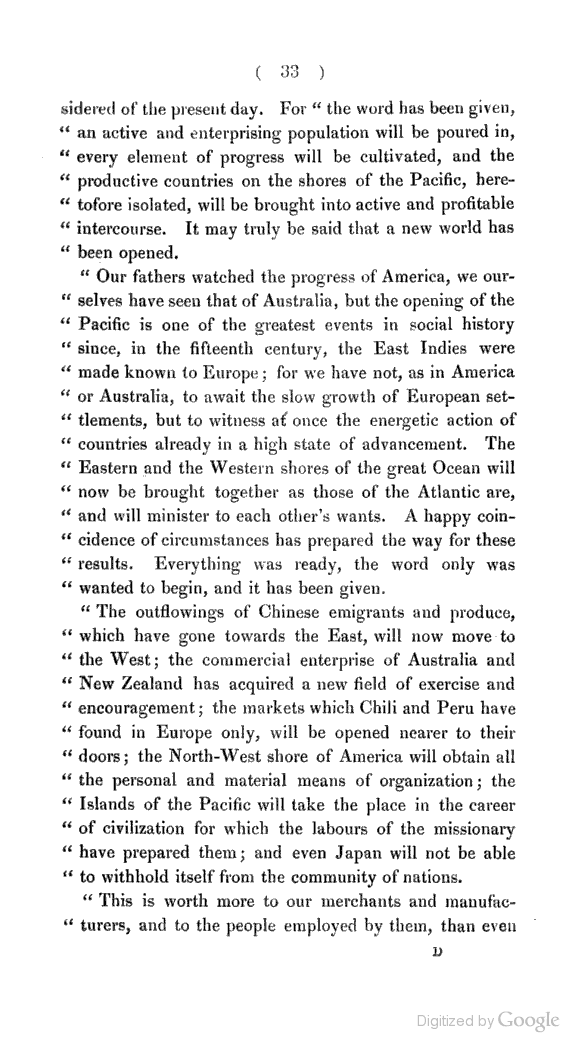 ( 33 )
sidered of the present day. For “ the word has been given,
“ an active and enterprising population will be poured in,
“ every element of progress will be cultivated, and the
“ productive countries on the shores of the Pacific, here-
“ tofore isolated, will be brought into active and profitable
“ intercourse. It may truly be said that a new world has
“ been opened.
“ Our fathers watched the progress of America, we our-
“ selves have seen that of Australia, but the opening of the
“ Pacific is one of the greatest events in social history
“ since, in the fifteenth century, the East Indies were
“ made known to Europe ; for we have not, as in America
“ or Australia, to await the slow growth of European set-
“ tlements, but to witness at once the energetic action of
“ countries already in a high state of advancement. The
“ Eastern and the Western shores of the great Ocean will
“ now be brought together as those of the Atlantic are,
“ and will minister to each other’s wants. A happy coin-
“ cidence of circumstances has prepared the way for these
“ results. Everything was ready, the word only was
“ wanted to begin, and it has been given.
“ The outflowings of Chinese emigrants and produce,
“ which have gone towards the East, will now move to
“ the West ; the commercial enterprise of Australia and
“ New Zealand has acquired a new field of exercise and
“ encouragement ; the markets which Chili and Peru have
“ found in Europe only, will be opened nearer to their
“ doors ; the North-West shore of America will obtain all
“ the personal and material means of organization ; the
“ Islands of the Pacific will take the place in the career
“ of civilization for which the labours of the missionary
“ have prepared them ; and even Japan will not be able
“ to withhold itself from the community of nations.
“ This is worth more to our merchants and manufac-
“ turers, and to the people employed by them, than even
D
Digitized by Google